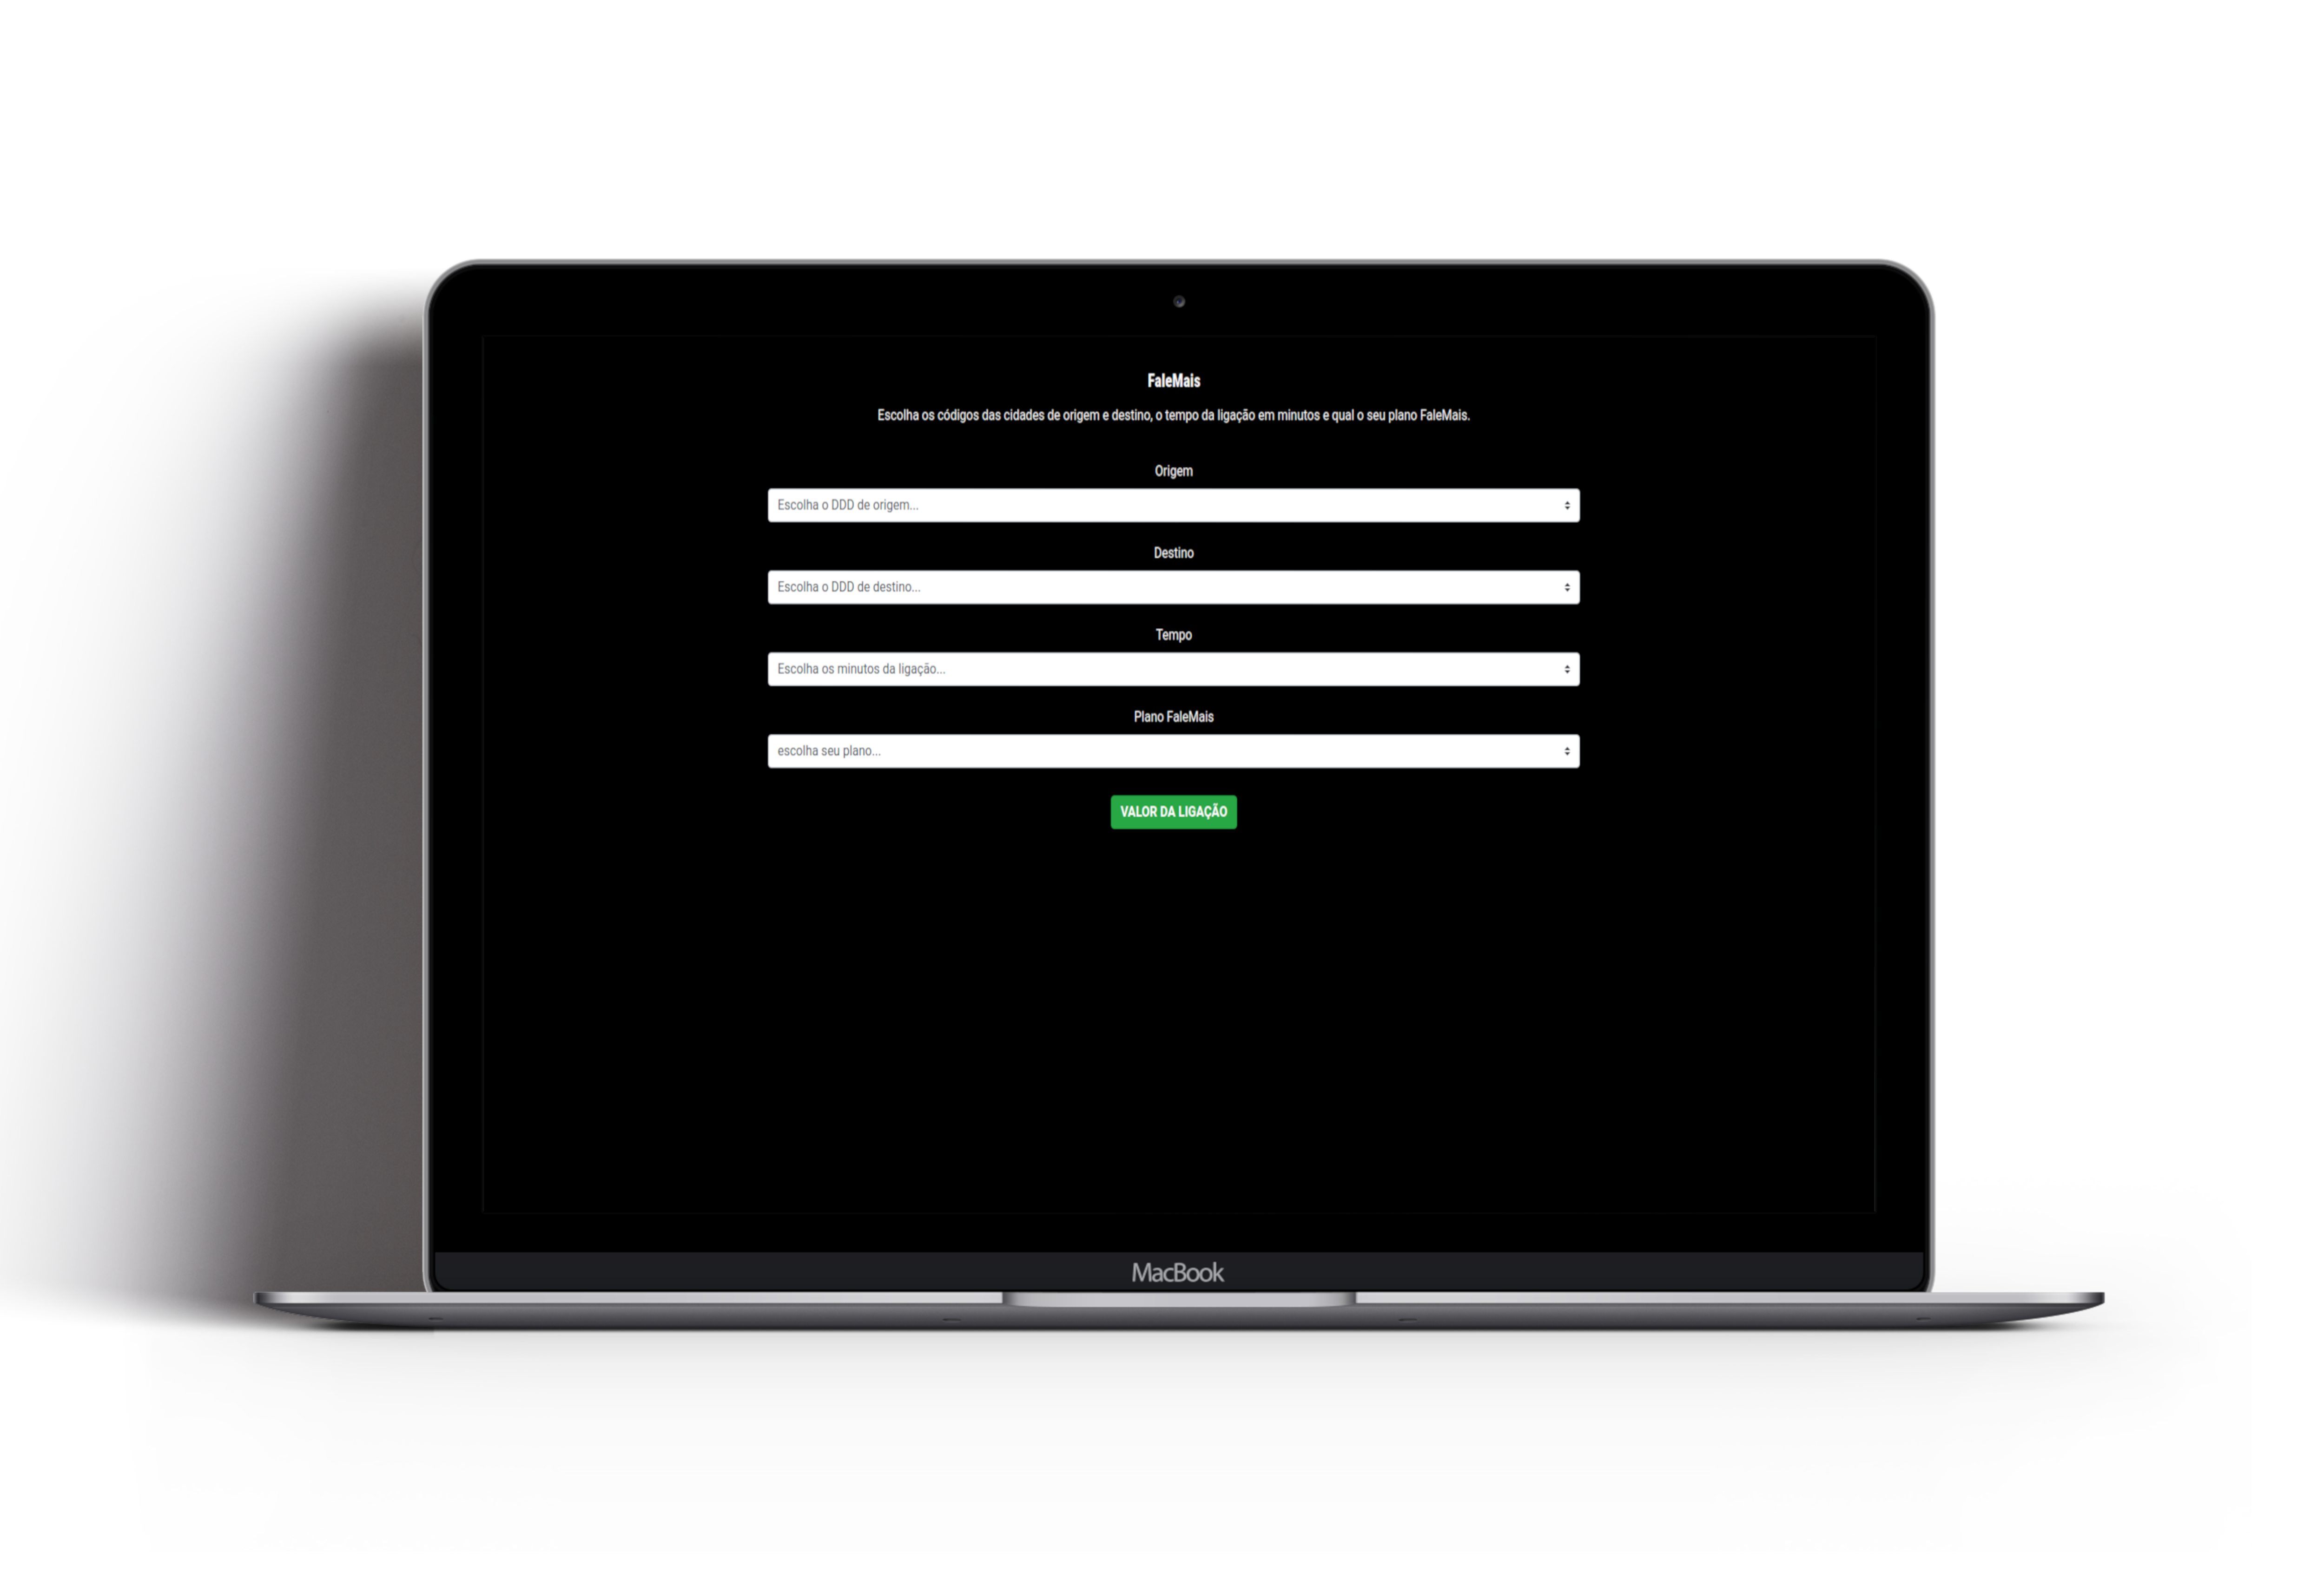 FaleMais
Escolha os códigos das cidades de origem e destino, o tempo da ligação em minutos e qual o seu plano FaleMais.
Origem
Escolha o DDD de origem...
Destino
Escolha o DDD de destino...
Tempo
Escolha os minutos da ligação...
Plano FaleMais
escolha seu plano...
VALOR DA LIGAÇÃO
MacBook